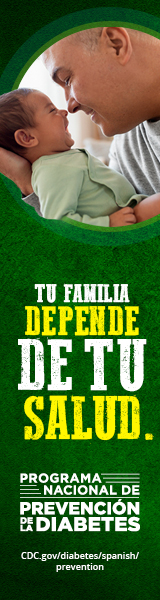 TU FAMILIA
DEPENDE
DE TU
SALUD.
PROGRAMA
NACIONAL DE
PREVENCIÓN
DE LA DIABETES
CDC.gov/diabetes/spanish/
prevention